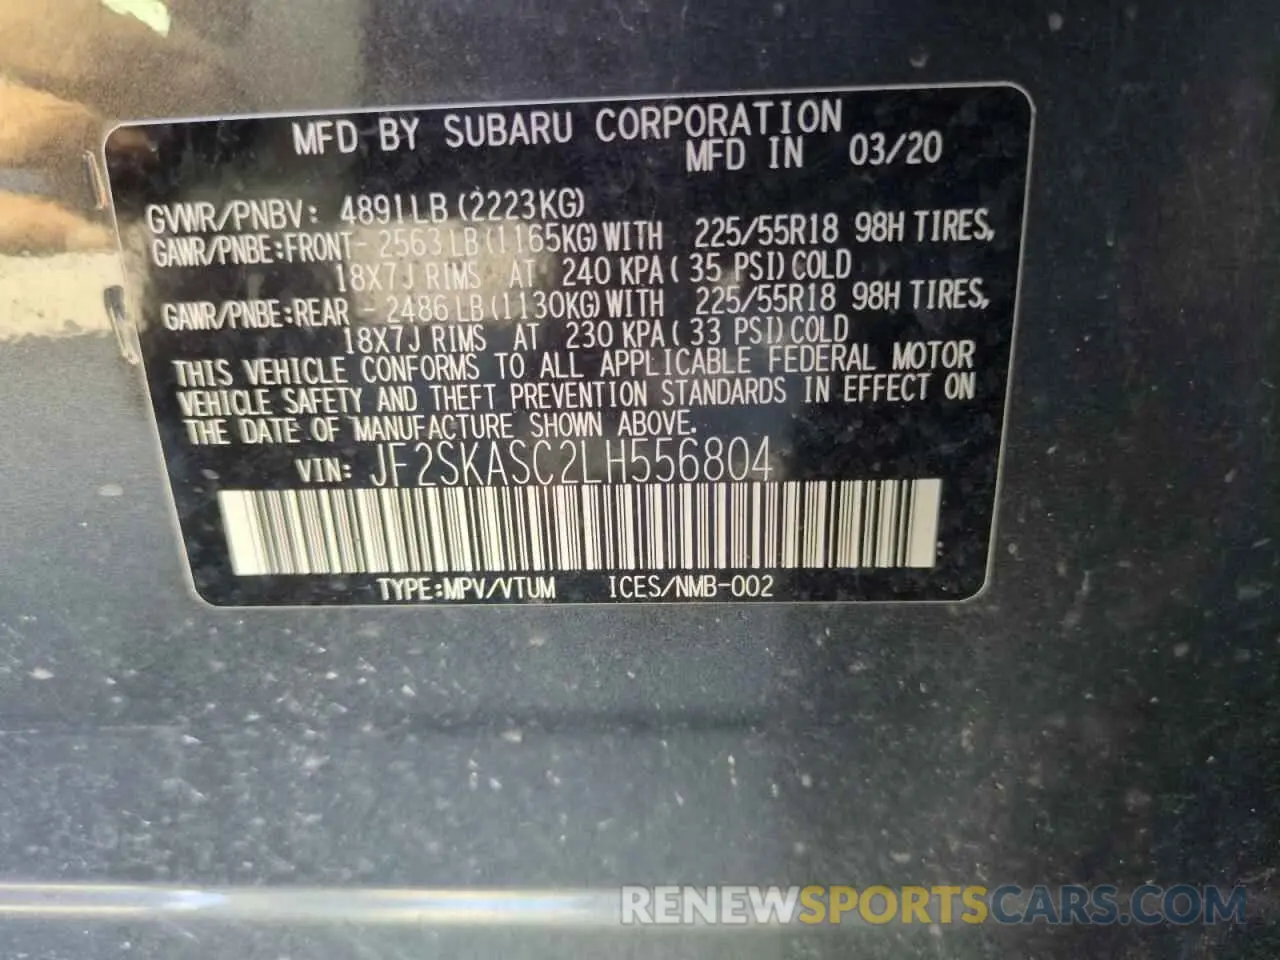 MFD BY SUBARU CORPORATION
MFD IN 03/20
GVWR/PNBV: 4891LB(2223KG)
GAWR/PNBE:FRONT- 2563LB(1165KG)WITH 225/55R18 98H TIRES,
18X7J RIMS AT 240 KPA( 35 PSI)COLD
GAWR/PNBE:REAR - 2486LB(1130KG)WITH 225/55R18 98H TIRES,
18X7J RIMS AT 230 KPA( 33 PSI)COLD
THIS VEHICLE CONFORMS TO ALL APPLICABLE FEDERAL MOTOR
VEHICLE SAFETY AND THEFT PREVENTION STANDARDS IN EFFECT ON
THE DATE OF MANUFACTURE SHOWN ABOVE.
VIN: JF2SKASC2LH556804
TYPE:MPV/VTUM ICES/NMB-002
RENEWSPORTSCARS.COM